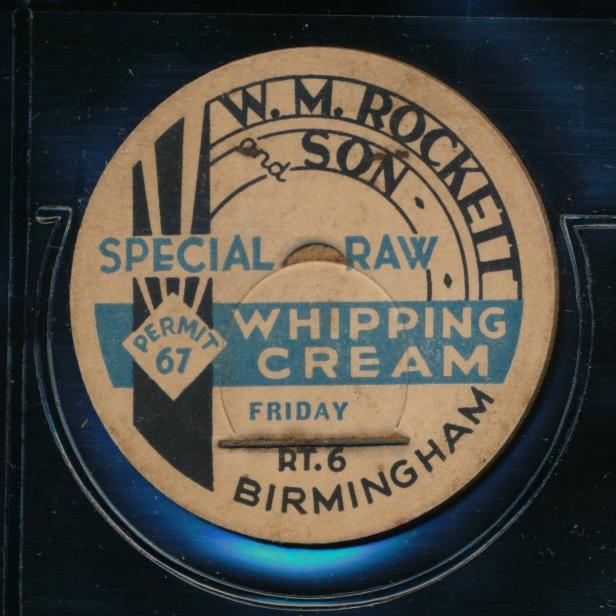 W. M. ROCKETT
and SON
SPECIAL RAW
PERMIT
67
WHIPPING
CREAM
FRIDAY
RT. 6
BIRMINGHAM